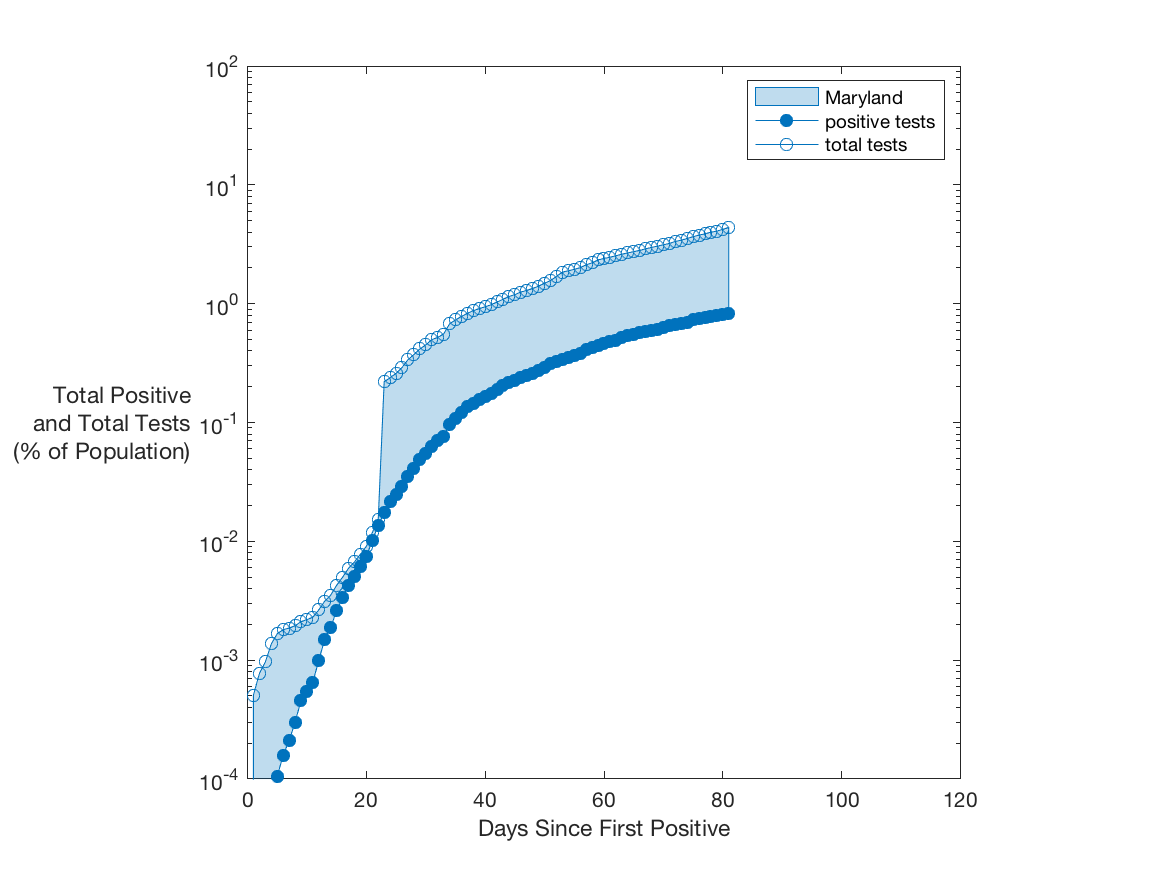 10^2
10^1
10^0
10^-1
10^-2
10^-3
10^-4
Total Positive
and Total Tests
(% of Population)
Maryland
positive tests
total tests
0 20 40 60 80 100 120
Days Since First Positive